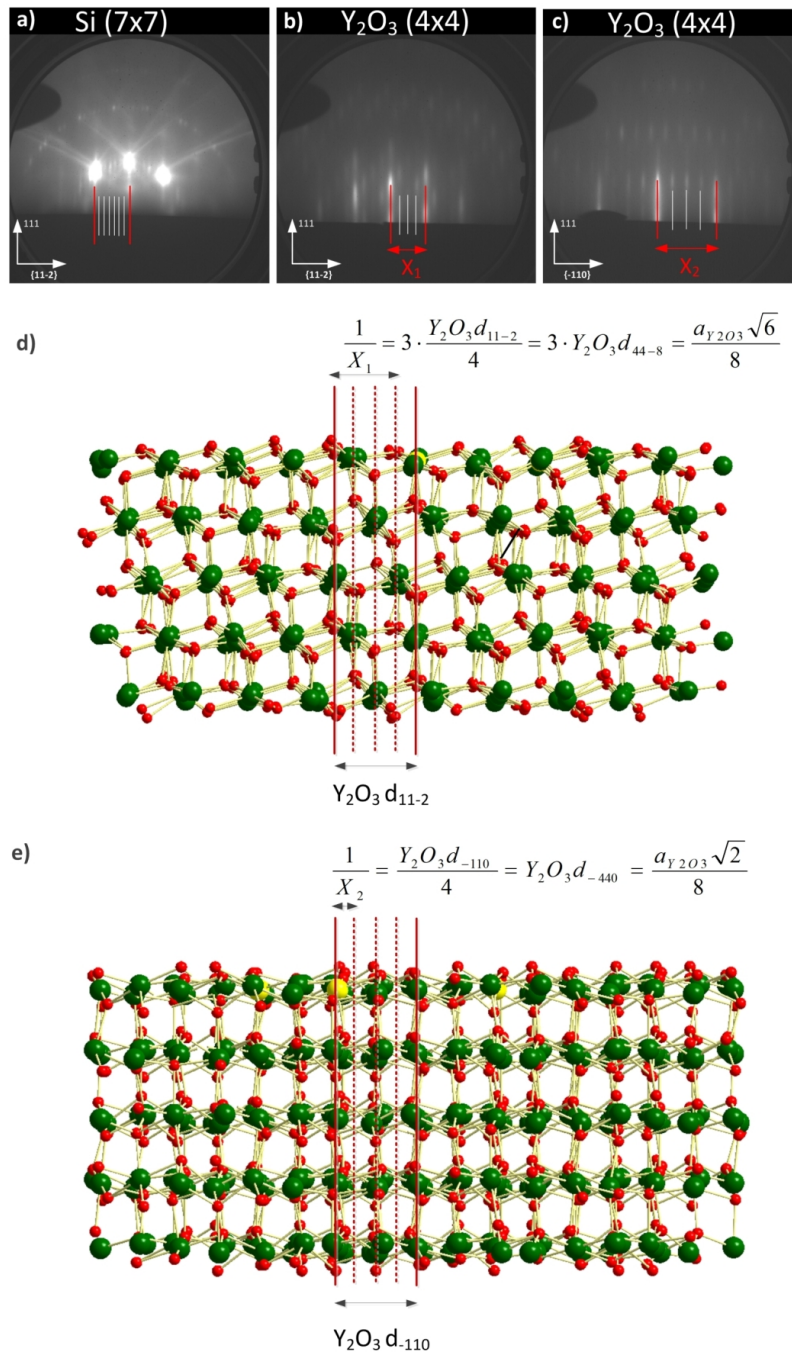 a) Si (7x7)
b) Y₂O₃ (4x4)
c) Y₂O₃ (4x4)
111
{11-2}
111
{11-2}
X₁
111
{-110}
X₂
d)
1/X₁ = 3 · Y₂O₃d₁₁₋₂/4 = 3 · Y₂O₃d₄₄₋₈ = a_Y2O3√6/8
Y₂O₃ d₁₁₋₂
e)
1/X₂ = Y₂O₃d₋₁₁₀/4 = Y₂O₃d₋₄₄₀ = a_Y2O3√2/8
Y₂O₃ d₋₁₁₀